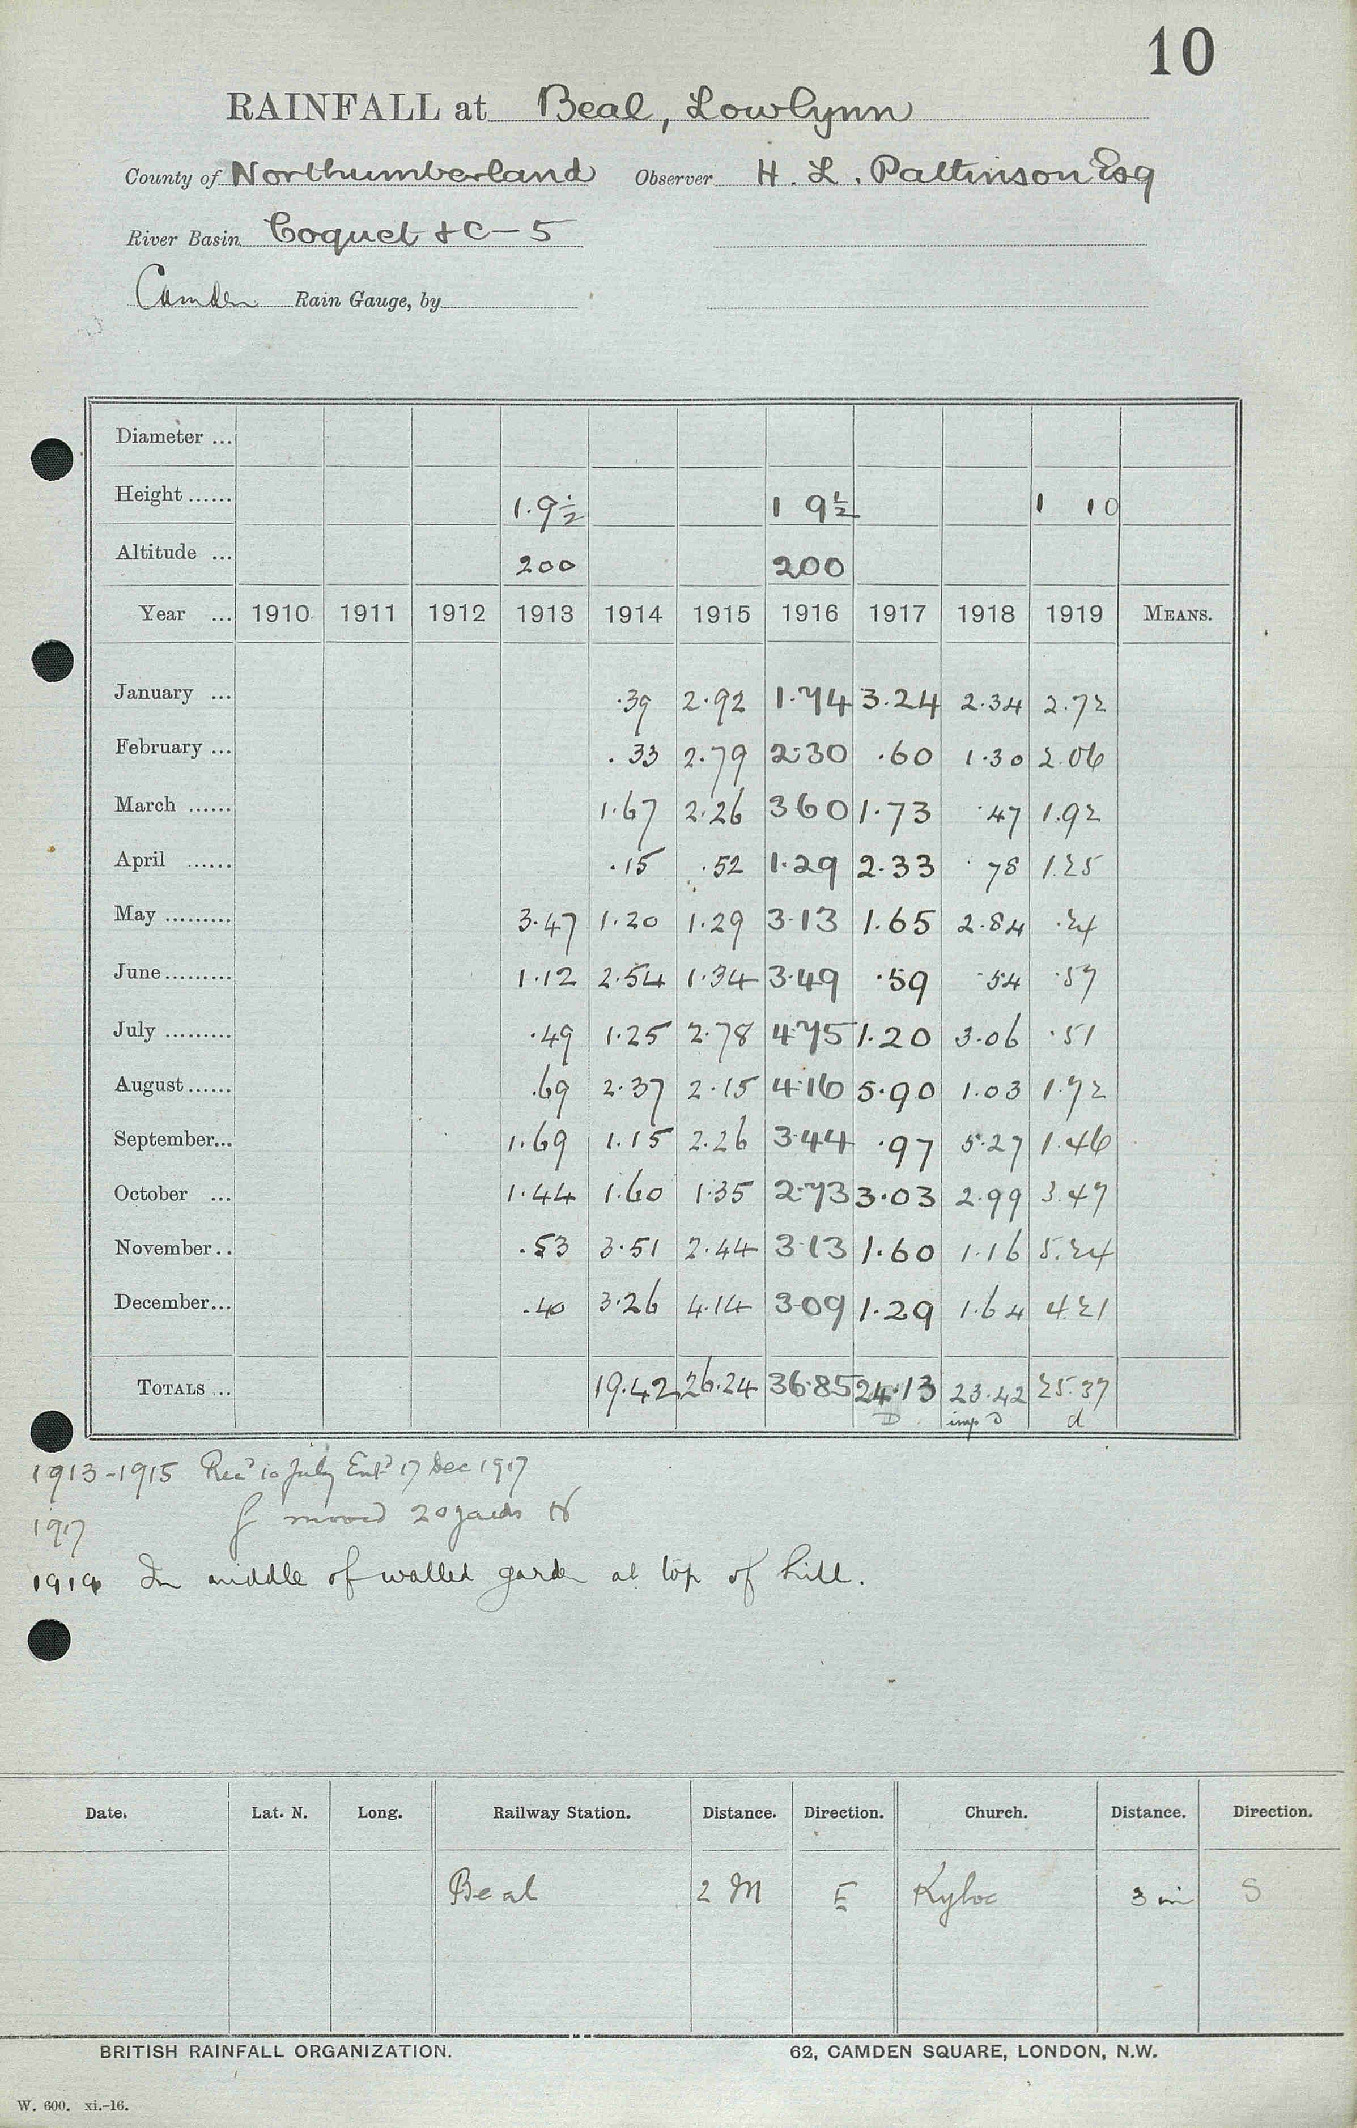 10
RAINFALL at Beal, Lowlynn
County of Northumberland Observer H. L. Pattinson Esq
River Basin Coquet &c - 5
Camden Rain Gauge, by
Diameter ...
Height ...... 1.9½ 1 9½ 1 10
Altitude ... 200 200
Year ... 1910 1911 1912 1913 1914 1915 1916 1917 1918 1919 MEANS.
January ... .39 2.92 1.74 3.24 2.34 2.72
February ... .33 2.79 2.30 .60 1.30 2.06
March ...... 1.67 2.26 3 60 1.73 .47 1.92
April ...... .15 .52 1.29 2.33 .78 1.25
May ......... 3.47 1.20 1.29 3.13 1.65 2.84 .24
June ......... 1.12 2.54 1.34 3.49 .59 .54 .57
July ......... .49 1.25 2.78 4.75 1.20 3.06 .51
August ...... .69 2.37 2.15 4.16 5.90 1.03 1.72
September... 1.69 1.15 2.26 3.44 .97 5.27 1.46
October ... 1.44 1.60 1.35 2.73 3.03 2.99 3.47
November.. .53 3.51 2.44 3.13 1.60 1.16 5.24
December... .40 3.26 4.14 3.09 1.29 1.64 4.21
TOTALS ... 19.42 26.24 36.85 24.13 23.42 25.37
D imp D d
1913-1915 Recd 10 July Entd 17 Dec 1917
1917 moved 20 yards
1919 In middle of walled garden at top of hill.
Date. Lat. N. Long. Railway Station. Distance. Direction. Church. Distance. Direction.
Beal 2 M E Kyloe 3 m S
BRITISH RAINFALL ORGANIZATION. 62, CAMDEN SQUARE, LONDON, N.W.
W. 600. xi.-16.